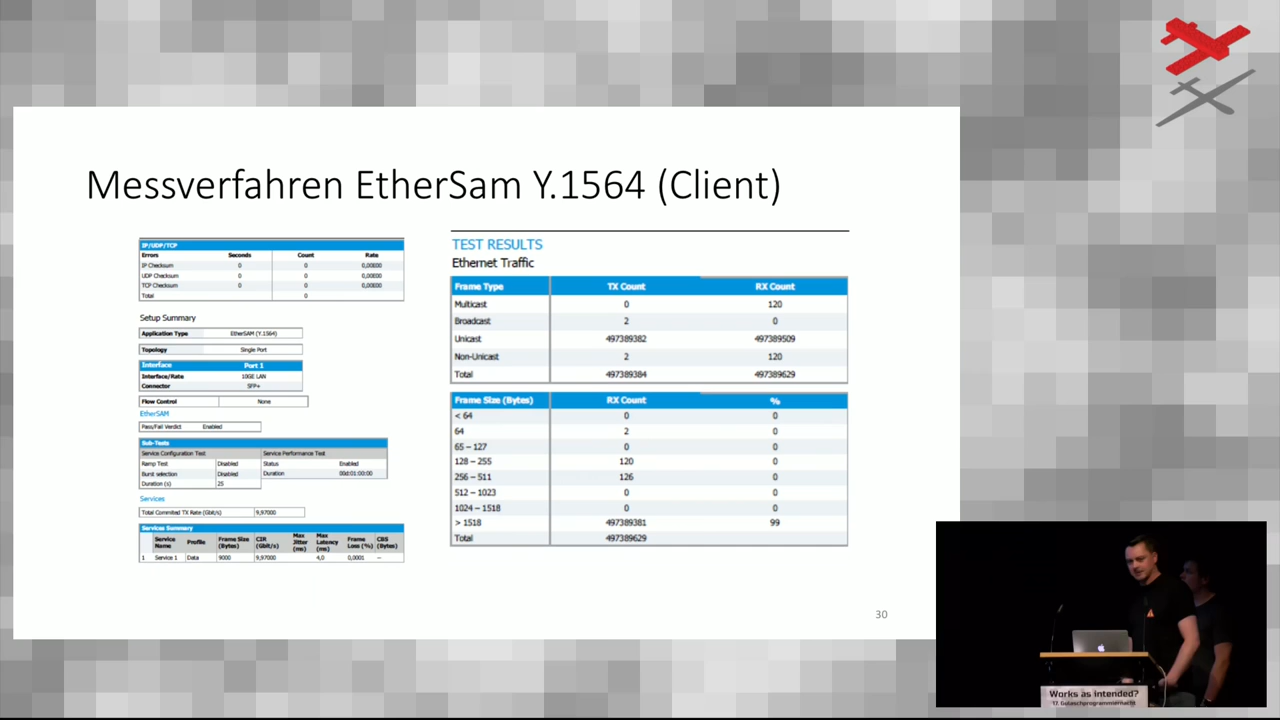 Messverfahren EtherSam Y.1564 (Client)
IP/UDP/TCP
Errors Seconds Count Rate
IP Checksum 0 0 0,00E00
UDP Checksum 0 0 0,00E00
TCP Checksum 0 0 0,00E00
Total 0
Setup Summary
Application Type EtherSAM (Y.1564)
Topology Single Port
Interface Port 1
Interface/Rate 10GE LAN
Connector SFP+
Flow Control None
EtherSAM
Pass/Fail Verdict Enabled
Sub-Tests
Service Configuration Test Service Performance Test
Ramp Test Disabled Status Enabled
Burst selection Disabled Duration 00d:01:00:00
Duration (s) 25
Services
Total Commited TX Rate (Gbit/s) 9,97000
Services Summary
Service Name Profile Frame Size (Bytes) CIR (Gbit/s) Max Jitter (ms) Max Latency (ms) Frame Loss (%) CBS (Bytes)
1 Service 1 Data 9000 9,97000 4,0 0,0001 --
TEST RESULTS
Ethernet Traffic
Frame Type TX Count RX Count
Multicast 0 120
Broadcast 2 0
Unicast 497389382 497389509
Non-Unicast 2 120
Total 497389384 497389629
Frame Size (Bytes) RX Count %
< 64 0 0
64 2 0
65 – 127 0 0
128 – 255 120 0
256 – 511 126 0
512 – 1023 0 0
1024 – 1518 0 0
> 1518 497389381 99
Total 497389629
30
Works as intended?
17. Gulaschprogrammiernacht